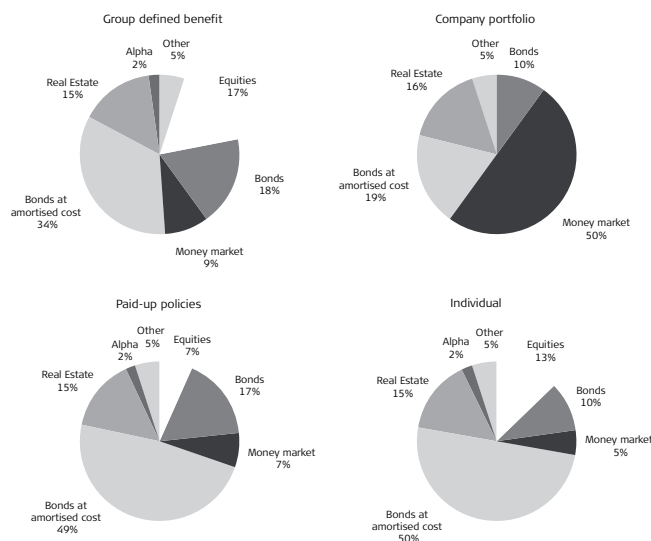 Group defined benefit
Other
5%
Alpha
2%
Equities
17%
Real Estate
15%
Bonds
18%
Bonds at
amortised cost
34%
Money market
9%
Company portfolio
Other
5%
Bonds
10%
Real Estate
16%
Bonds at
amortised cost
19%
Money market
50%
Paid-up policies
Other
5%
Equities
7%
Alpha
2%
Real Estate
15%
Bonds
17%
Money market
7%
Bonds at
amortised cost
49%
Individual
Other
5%
Equities
13%
Alpha
2%
Real Estate
15%
Bonds
10%
Money market
5%
Bonds at
amortised cost
50%